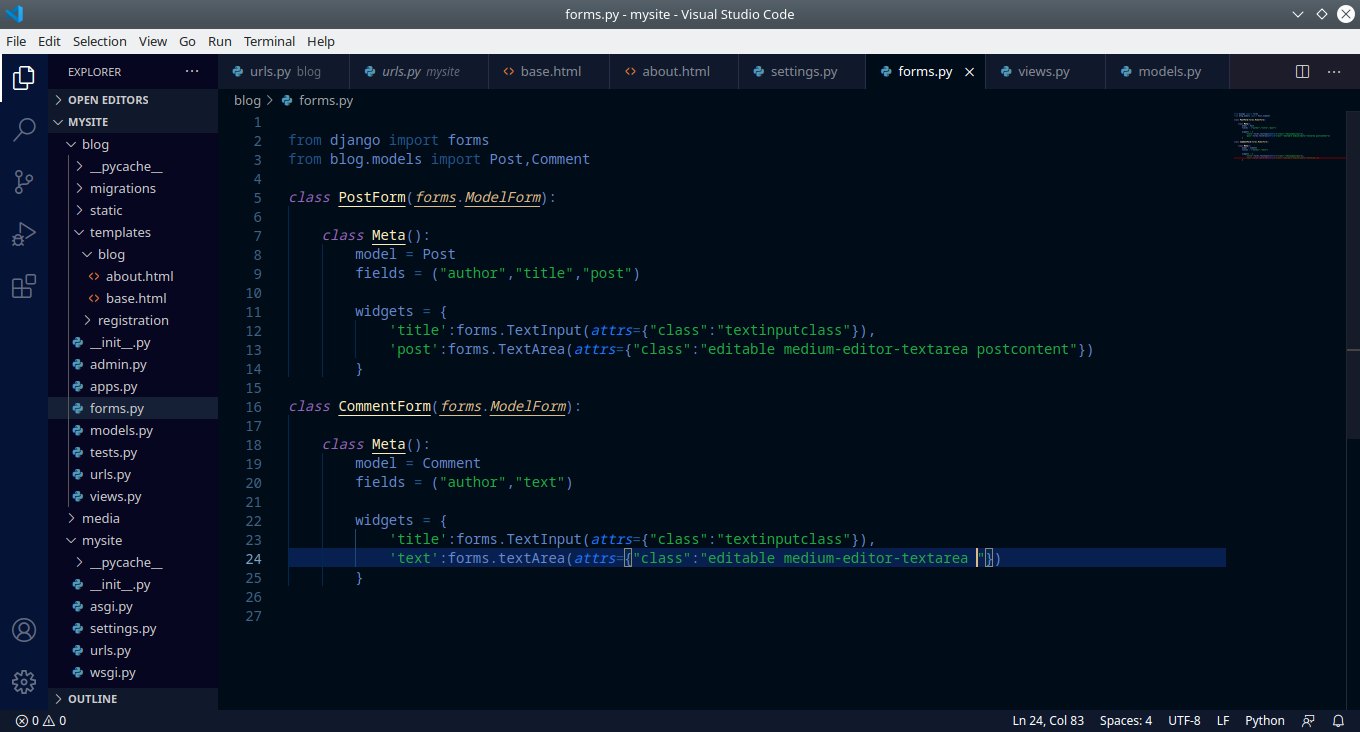 forms.py - mysite - Visual Studio Code
File Edit Selection View Go Run Terminal Help
EXPLORER ···
OPEN EDITORS
MYSITE
blog
__pycache__
migrations
static
templates
blog
about.html
base.html
registration
__init__.py
admin.py
apps.py
forms.py
models.py
tests.py
urls.py
views.py
media
mysite
__pycache__
__init__.py
asgi.py
settings.py
urls.py
wsgi.py
OUTLINE
urls.py blog urls.py mysite base.html about.html settings.py forms.py views.py models.py ···
blog > forms.py
1
2 from django import forms
3 from blog.models import Post,Comment
4
5 class PostForm(forms.ModelForm):
6
7 class Meta():
8 model = Post
9 fields = ("author","title","post")
10
11 widgets = {
12 'title':forms.TextInput(attrs={"class":"textinputclass"}),
13 'post':forms.TextArea(attrs={"class":"editable medium-editor-textarea postcontent"})
14 }
15
16 class CommentForm(forms.ModelForm):
17
18 class Meta():
19 model = Comment
20 fields = ("author","text")
21
22 widgets = {
23 'title':forms.TextInput(attrs={"class":"textinputclass"}),
24 'text':forms.textArea(attrs={"class":"editable medium-editor-textarea "})
25 }
26
27
0 0 Ln 24, Col 83 Spaces: 4 UTF-8 LF Python